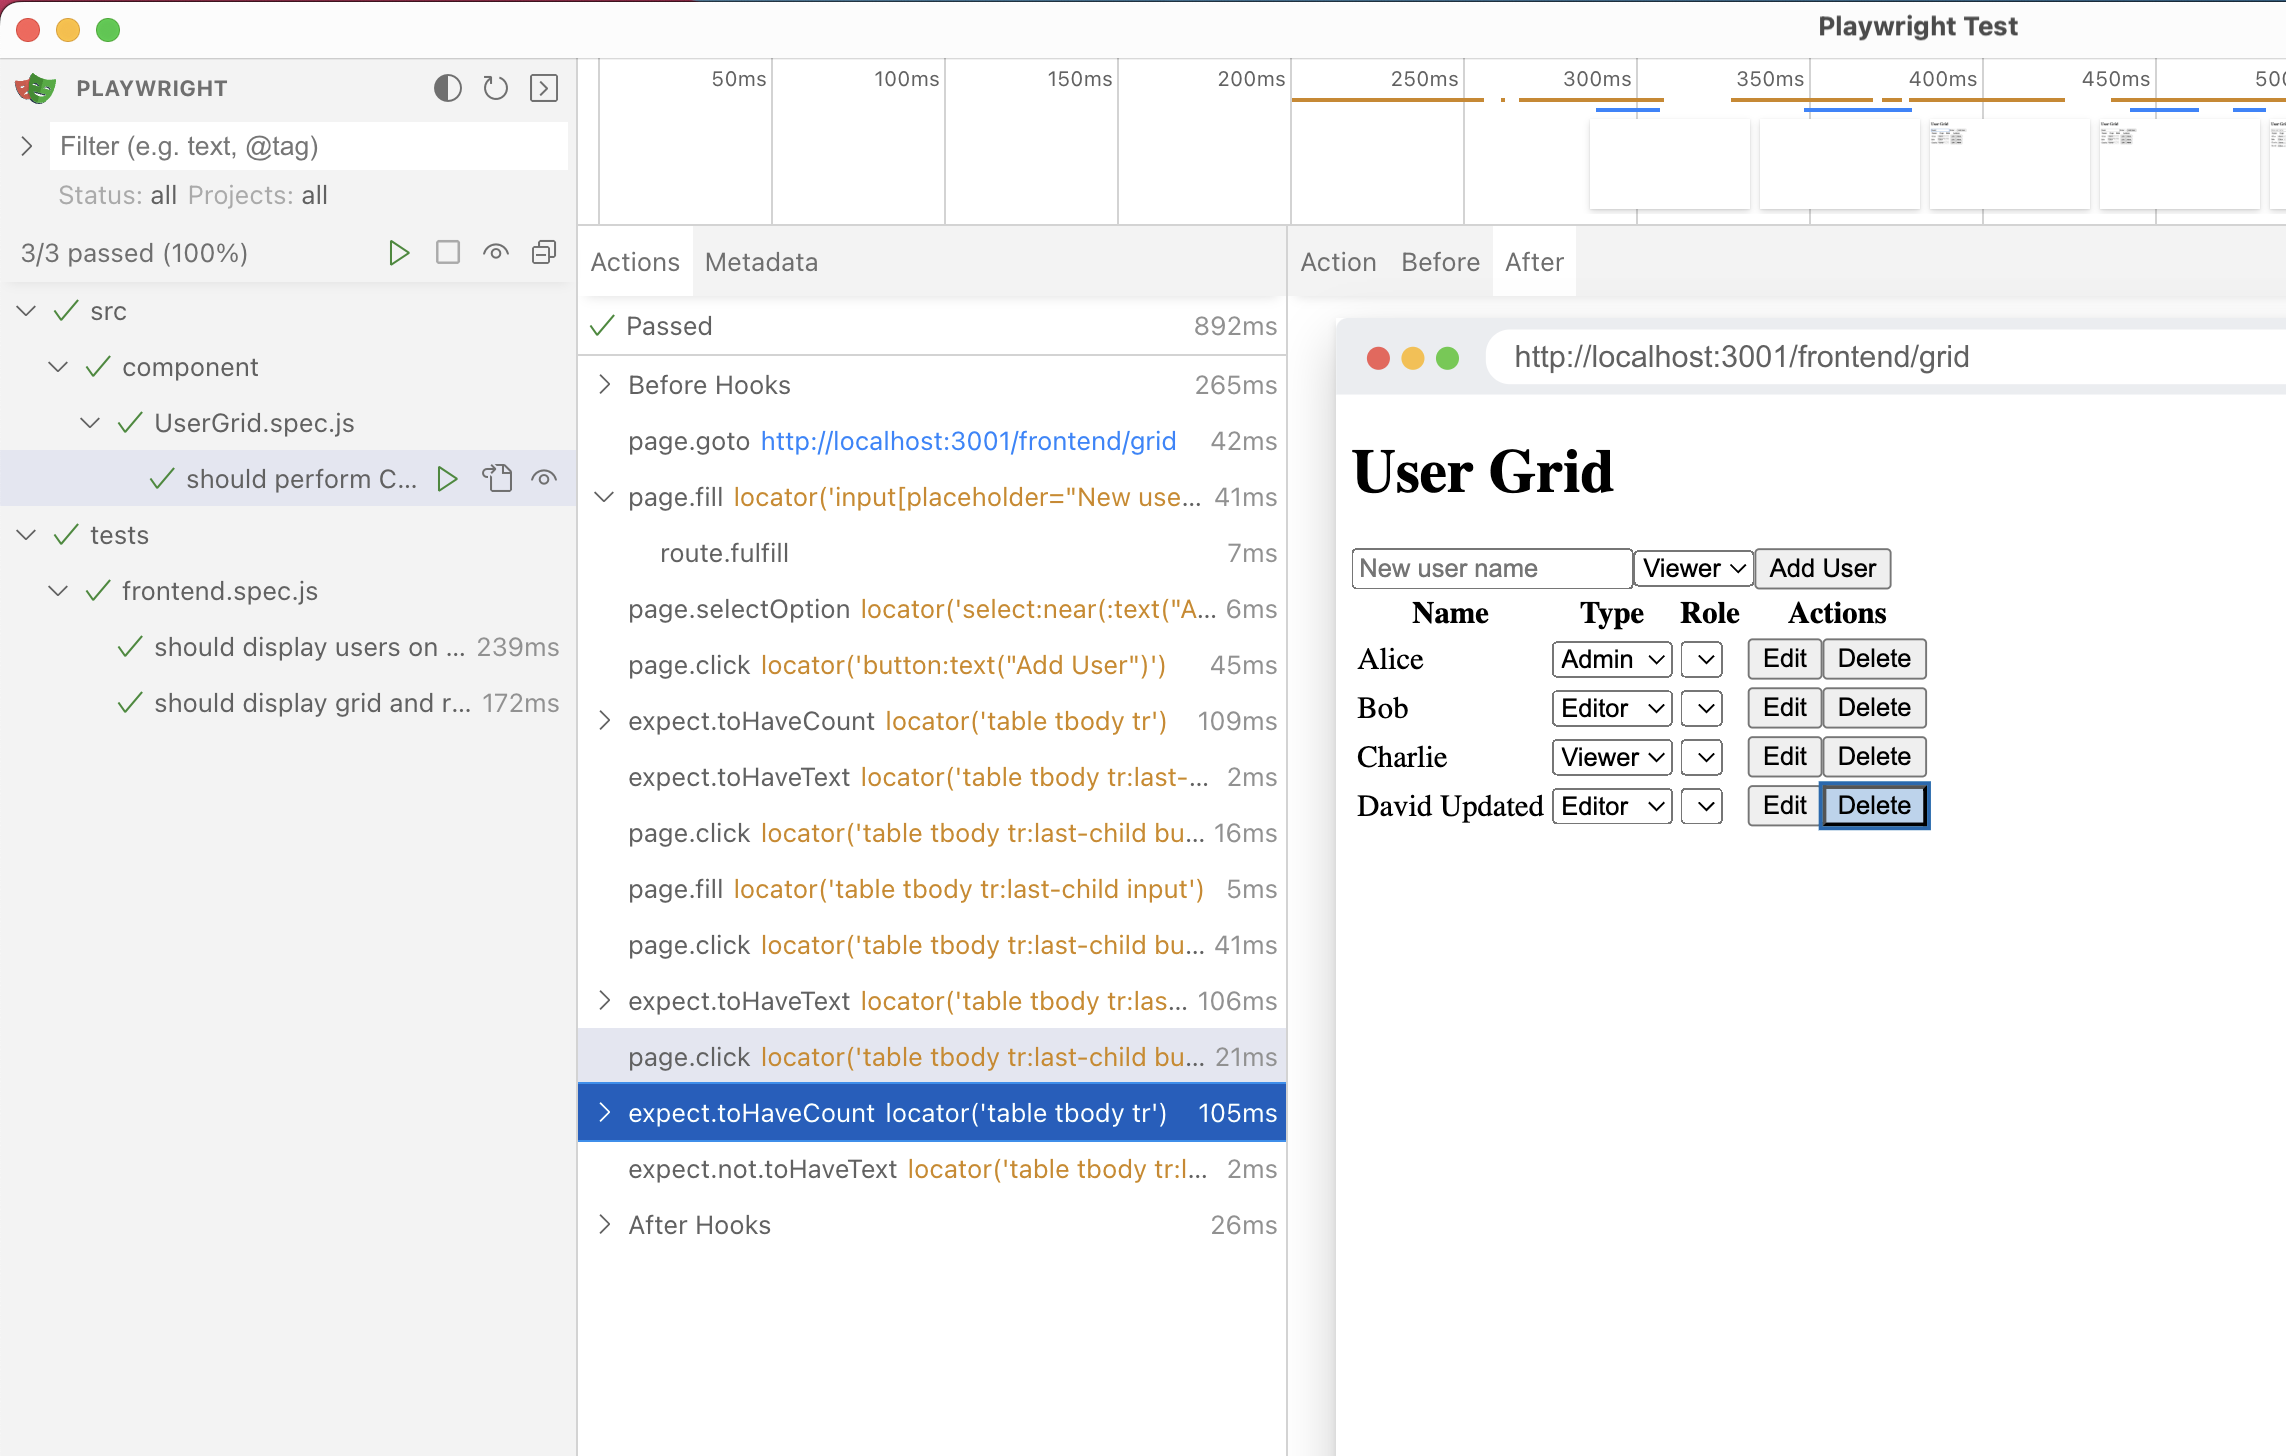 Playwright Test
PLAYWRIGHT
Filter (e.g. text, @tag)
Status: all Projects: all
3/3 passed (100%)
src
component
UserGrid.spec.js
should perform C...
tests
frontend.spec.js
should display users on ... 239ms
should display grid and r... 172ms
50ms 100ms 150ms 200ms 250ms 300ms 350ms 400ms 450ms
Actions Metadata
Passed 892ms
Before Hooks 265ms
page.goto http://localhost:3001/frontend/grid 42ms
page.fill locator('input[placeholder="New use... 41ms
route.fulfill 7ms
page.selectOption locator('select:near(:text("A... 6ms
page.click locator('button:text("Add User")') 45ms
expect.toHaveCount locator('table tbody tr') 109ms
expect.toHaveText locator('table tbody tr:last-... 2ms
page.click locator('table tbody tr:last-child bu... 16ms
page.fill locator('table tbody tr:last-child input') 5ms
page.click locator('table tbody tr:last-child bu... 41ms
expect.toHaveText locator('table tbody tr:las... 106ms
page.click locator('table tbody tr:last-child bu... 21ms
expect.toHaveCount locator('table tbody tr') 105ms
expect.not.toHaveText locator('table tbody tr:l... 2ms
After Hooks 26ms
Action Before After
http://localhost:3001/frontend/grid
User Grid
New user name Viewer Add User
Name Type Role Actions
Alice Admin Edit Delete
Bob Editor Edit Delete
Charlie Viewer Edit Delete
David Updated Editor Edit Delete